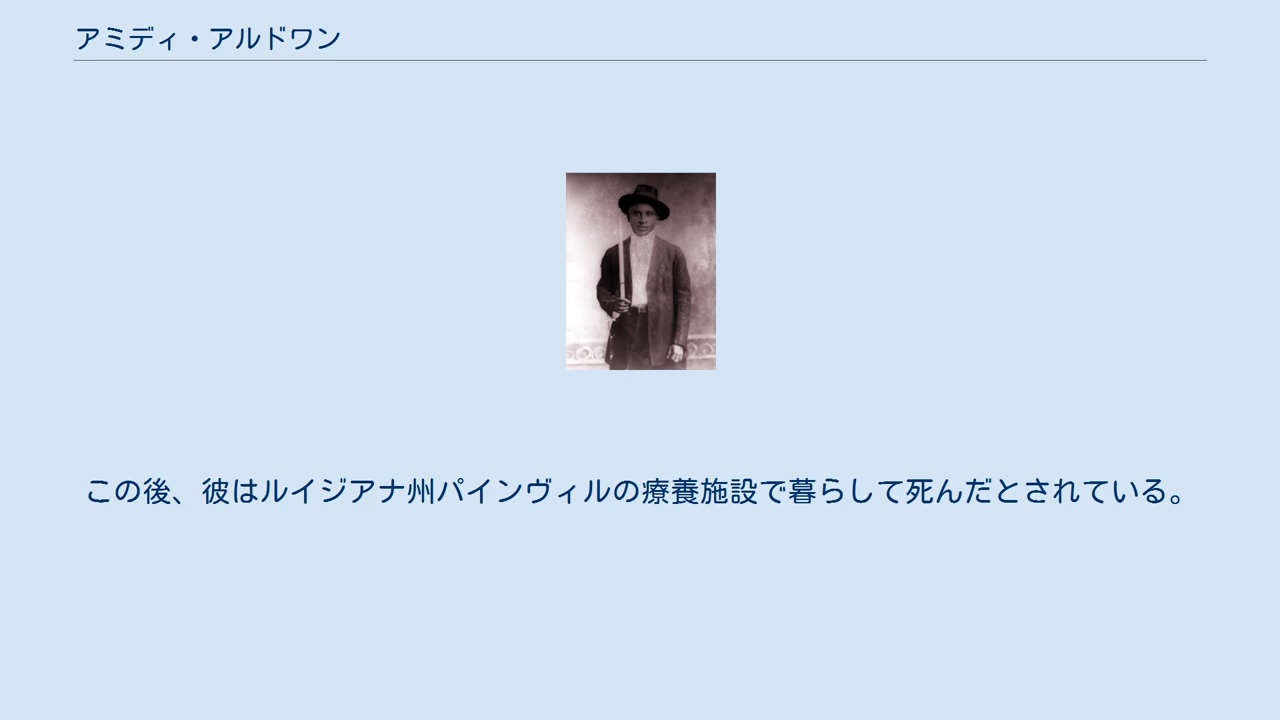 アミディ・アルドワン
この後、彼はルイジアナ州パインヴィルの療養施設で暮らして死んだとされている。